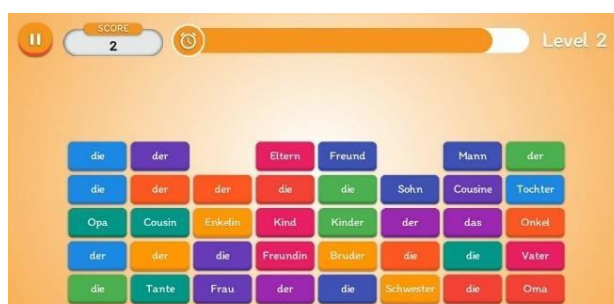 SCORE
2
Level 2
die der Eltern Freund Mann der
die der der die die Sohn Cousine Tochter
Opa Cousin Enkelin Kind Kinder der das Onkel
der der die Freundin Bruder die die Vater
die Tante Frau der die Schwester die Oma